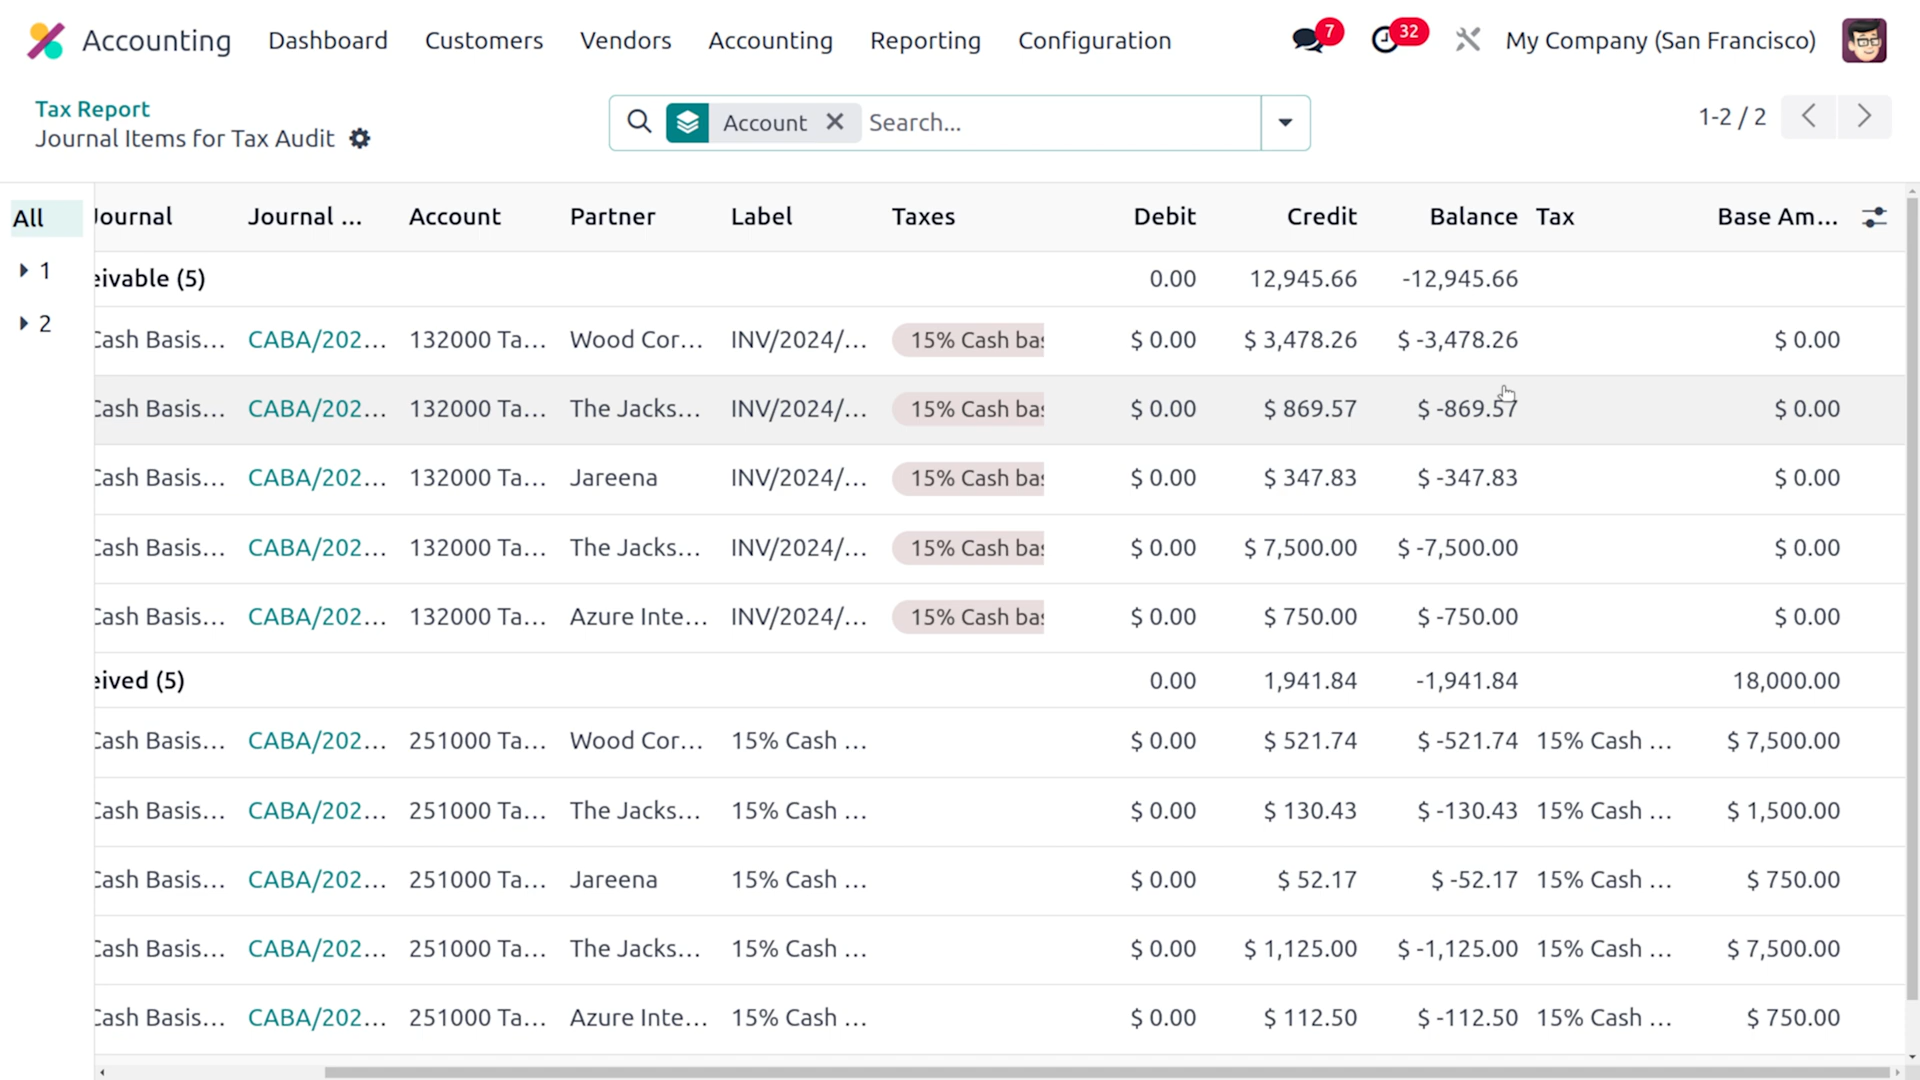 Accounting Dashboard Customers Vendors Accounting Reporting Configuration 7 32 My Company (San Francisco)
Tax Report
Journal Items for Tax Audit
Account Search...
1-2 / 2
All
1
2
Journal Journal ... Account Partner Label Taxes Debit Credit Balance Tax Base Am...
eivable (5) 0.00 12,945.66 -12,945.66
Cash Basis... CABA/202... 132000 Ta... Wood Cor... INV/2024/... 15% Cash bas $ 0.00 $ 3,478.26 $ -3,478.26 $ 0.00
Cash Basis... CABA/202... 132000 Ta... The Jacks... INV/2024/... 15% Cash bas $ 0.00 $ 869.57 $ -869.57 $ 0.00
Cash Basis... CABA/202... 132000 Ta... Jareena INV/2024/... 15% Cash bas $ 0.00 $ 347.83 $ -347.83 $ 0.00
Cash Basis... CABA/202... 132000 Ta... The Jacks... INV/2024/... 15% Cash bas $ 0.00 $ 7,500.00 $ -7,500.00 $ 0.00
Cash Basis... CABA/202... 132000 Ta... Azure Inte... INV/2024/... 15% Cash bas $ 0.00 $ 750.00 $ -750.00 $ 0.00
eived (5) 0.00 1,941.84 -1,941.84 18,000.00
Cash Basis... CABA/202... 251000 Ta... Wood Cor... 15% Cash ... $ 0.00 $ 521.74 $ -521.74 15% Cash ... $ 7,500.00
Cash Basis... CABA/202... 251000 Ta... The Jacks... 15% Cash ... $ 0.00 $ 130.43 $ -130.43 15% Cash ... $ 1,500.00
Cash Basis... CABA/202... 251000 Ta... Jareena 15% Cash ... $ 0.00 $ 52.17 $ -52.17 15% Cash ... $ 750.00
Cash Basis... CABA/202... 251000 Ta... The Jacks... 15% Cash ... $ 0.00 $ 1,125.00 $ -1,125.00 15% Cash ... $ 7,500.00
Cash Basis... CABA/202... 251000 Ta... Azure Inte... 15% Cash ... $ 0.00 $ 112.50 $ -112.50 15% Cash ... $ 750.00